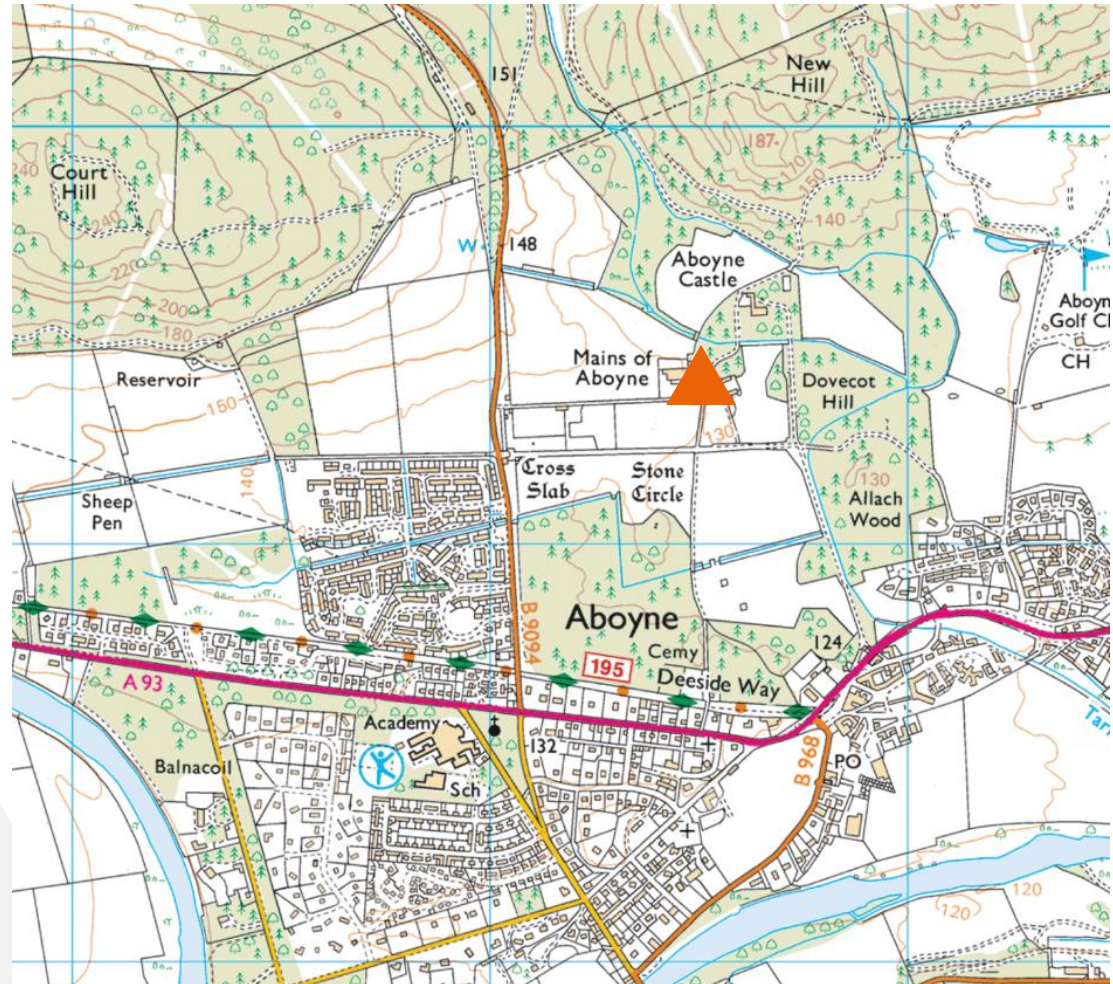 151
New
Hill
187
170
150
240
Court
Hill
240
140
220
W
148
Aboyne
Castle
200
180
Aboyn
Golf Cl
CH
Mains of
Aboyne
Reservoir
Dovecot
Hill
150
130
Cross
Slab
Stone
Circle
140
130
Allach
Wood
Sheep
Pen
B 9094
Aboyne
Cemy
124
195
Deeside Way
A 93
Academy
132
B 968
PO
Balnacoil
Sch
120
120